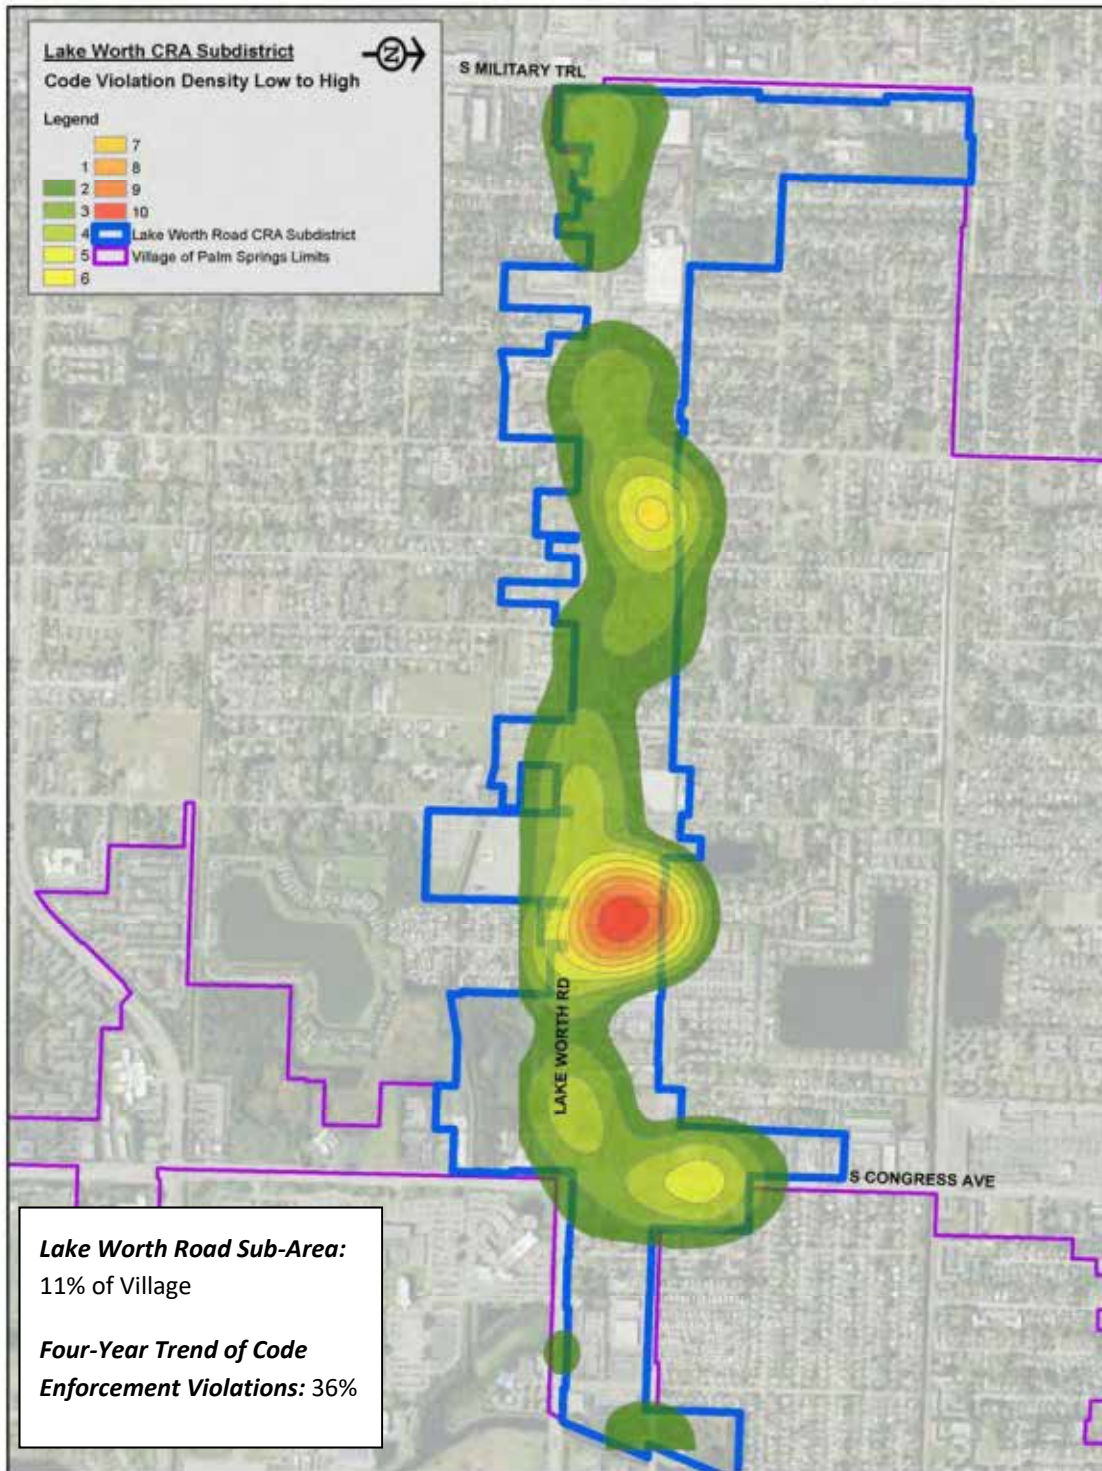 Lake Worth CRA Subdistrict
N
Code Violation Density Low to High
Legend
7
1 8
2 9
3 10
4 Lake Worth Road CRA Subdistrict
5 Village of Palm Springs Limits
6
S MILITARY TRL
LAKE WORTH RD
S CONGRESS AVE
Lake Worth Road Sub-Area:
11% of Village
Four-Year Trend of Code
Enforcement Violations: 36%